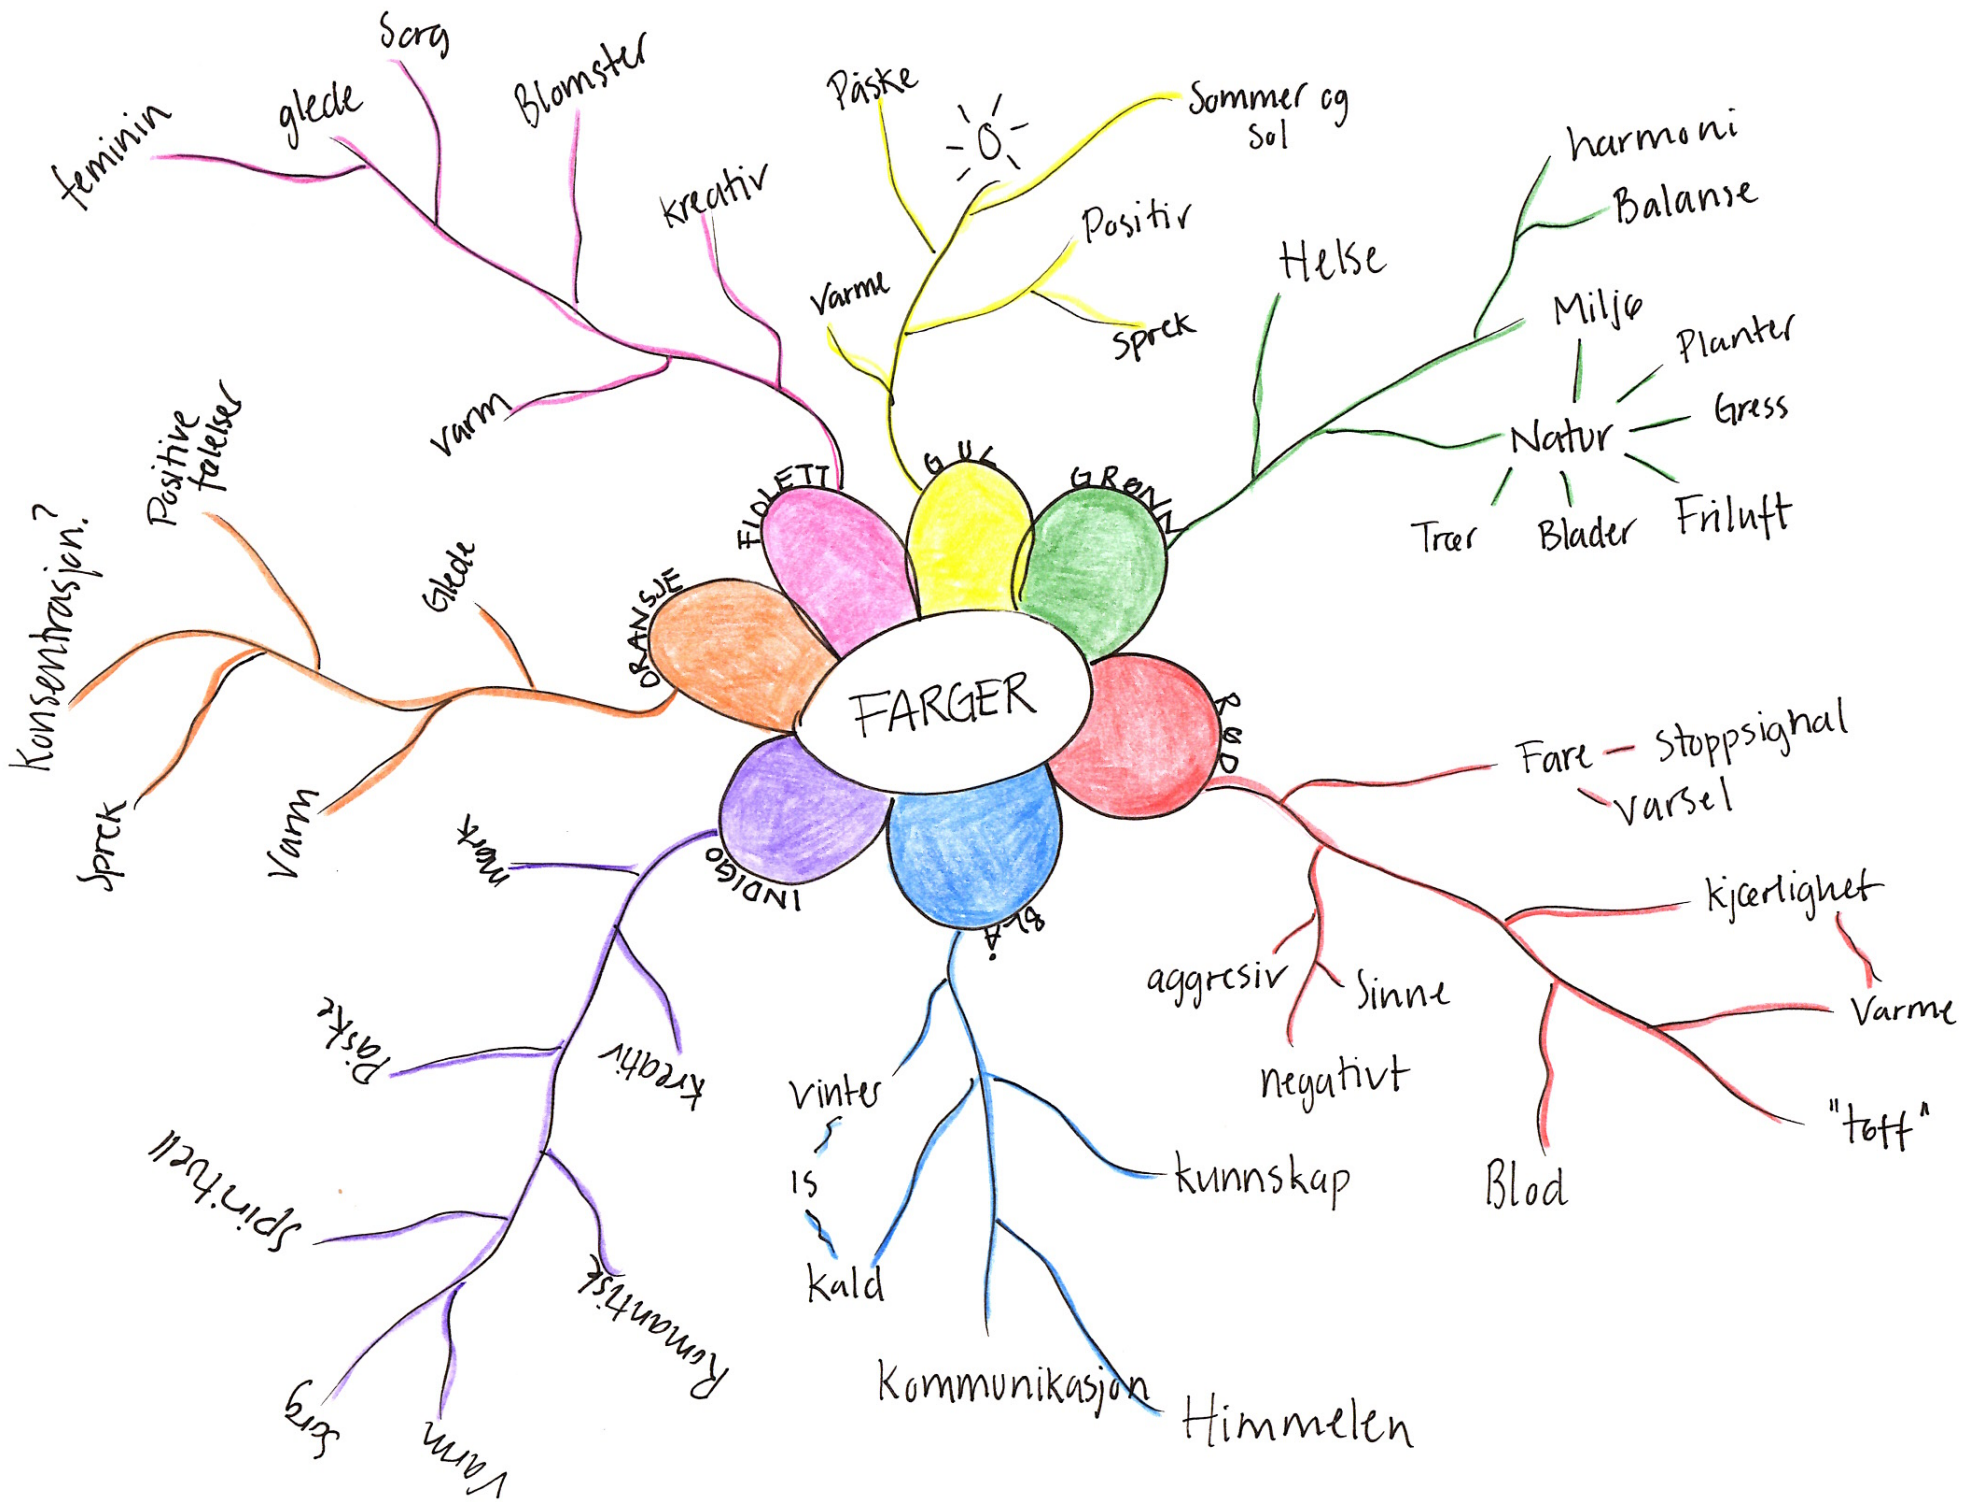 FARGER
FIOLETT
feminin
glede
Sorg
Blomster
kreativ
varm
GUL
Påske
Sommer og
Sol
Positiv
Sprek
Varme
GRØNN
Helse
harmoni
Balanse
Miljø
Natur
Planter
Gress
Friluft
Blader
Trær
RØD
Fare
Stoppsignal
varsel
aggresiv
Sinne
negativt
kjærlighet
Varme
"tøff"
Blod
BLÅ
Vinter
Is
Kald
kunnskap
Kommunikasjon
Himmelen
INDIGO
mørk
kreativ
Påske
Romantisk
Spirituell
Sorg
Varm
ORANSJE
Glede
Positive
følelser
Konsentrasjon?
Sprek
Varm